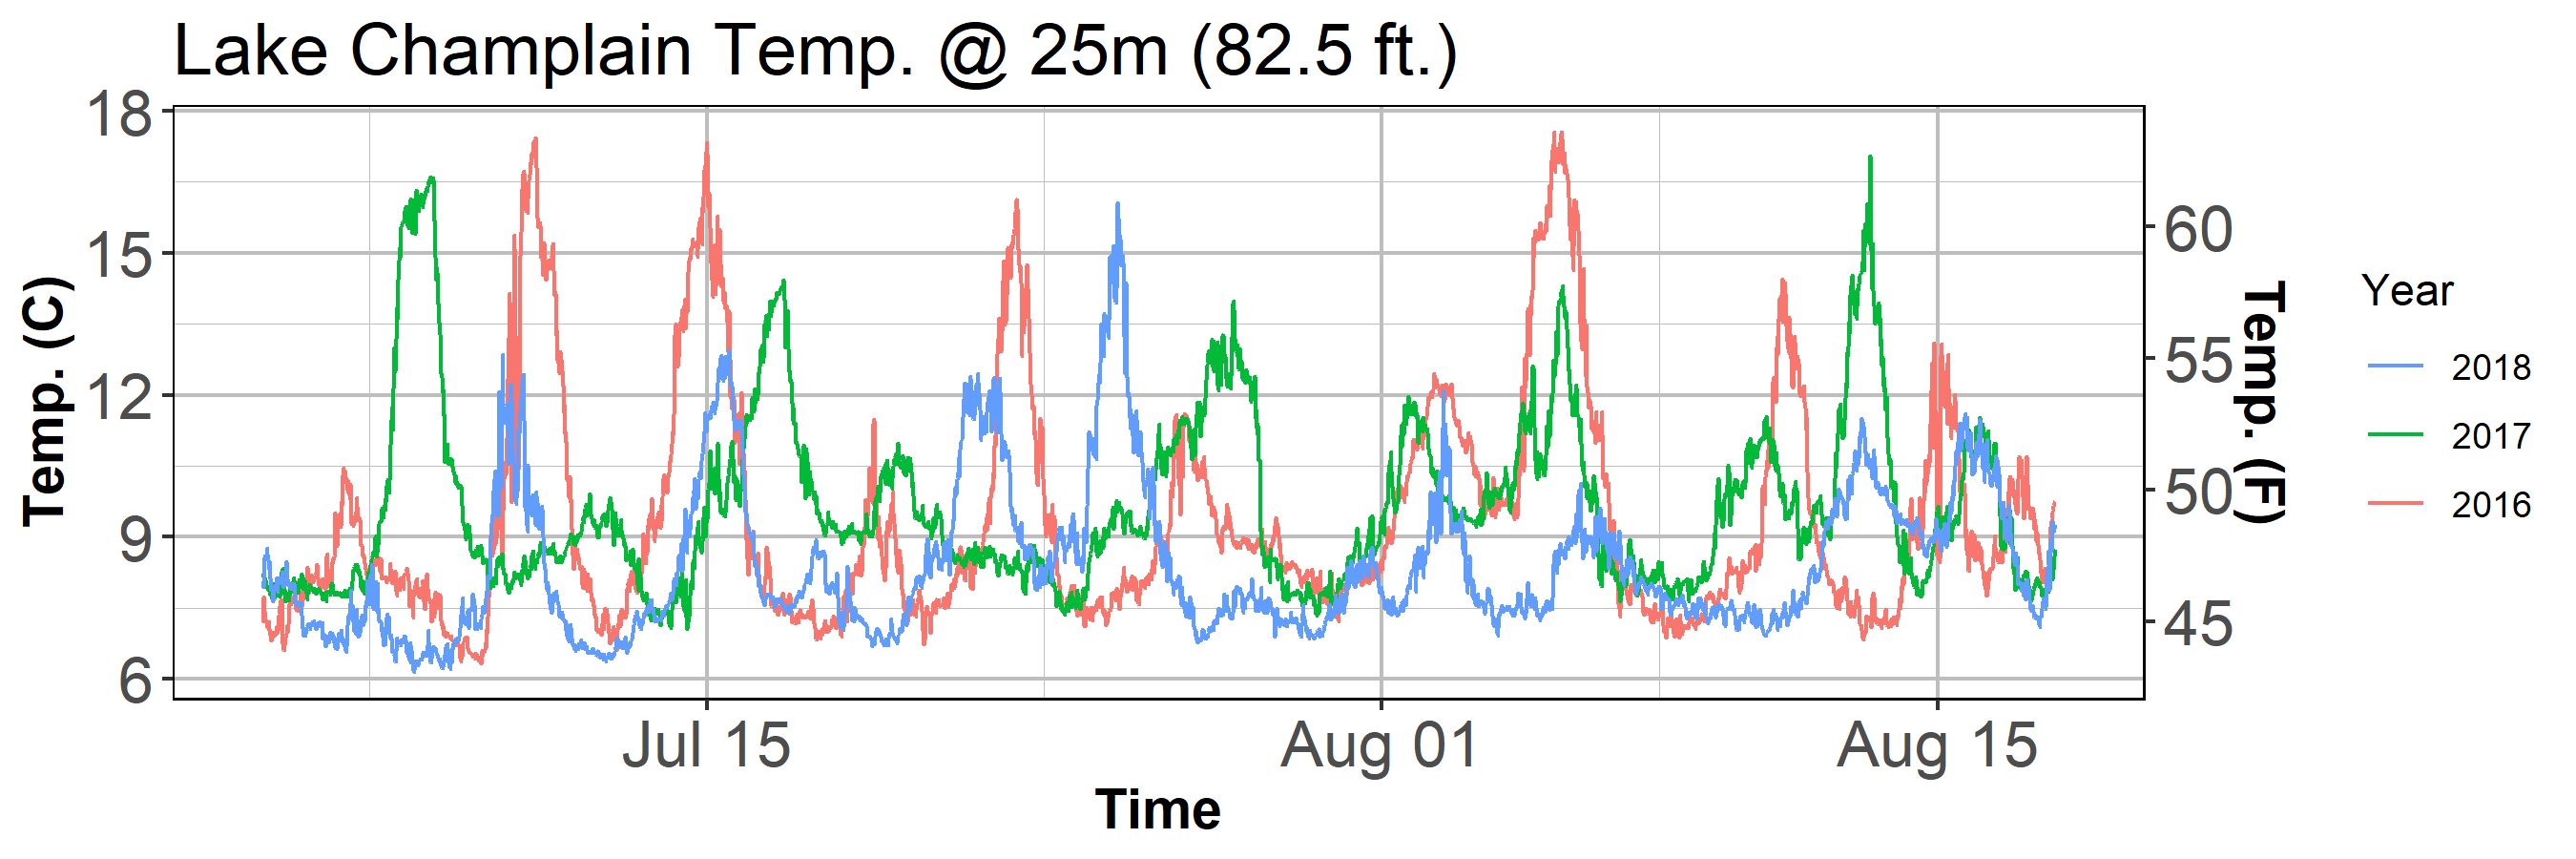 Lake Champlain Temp. @ 25m (82.5 ft.)
18
15
12
9
6
Temp. (C)
60
55
50
45
Temp. (F)
Jul 15
Aug 01
Aug 15
Time
Year
2018
2017
2016